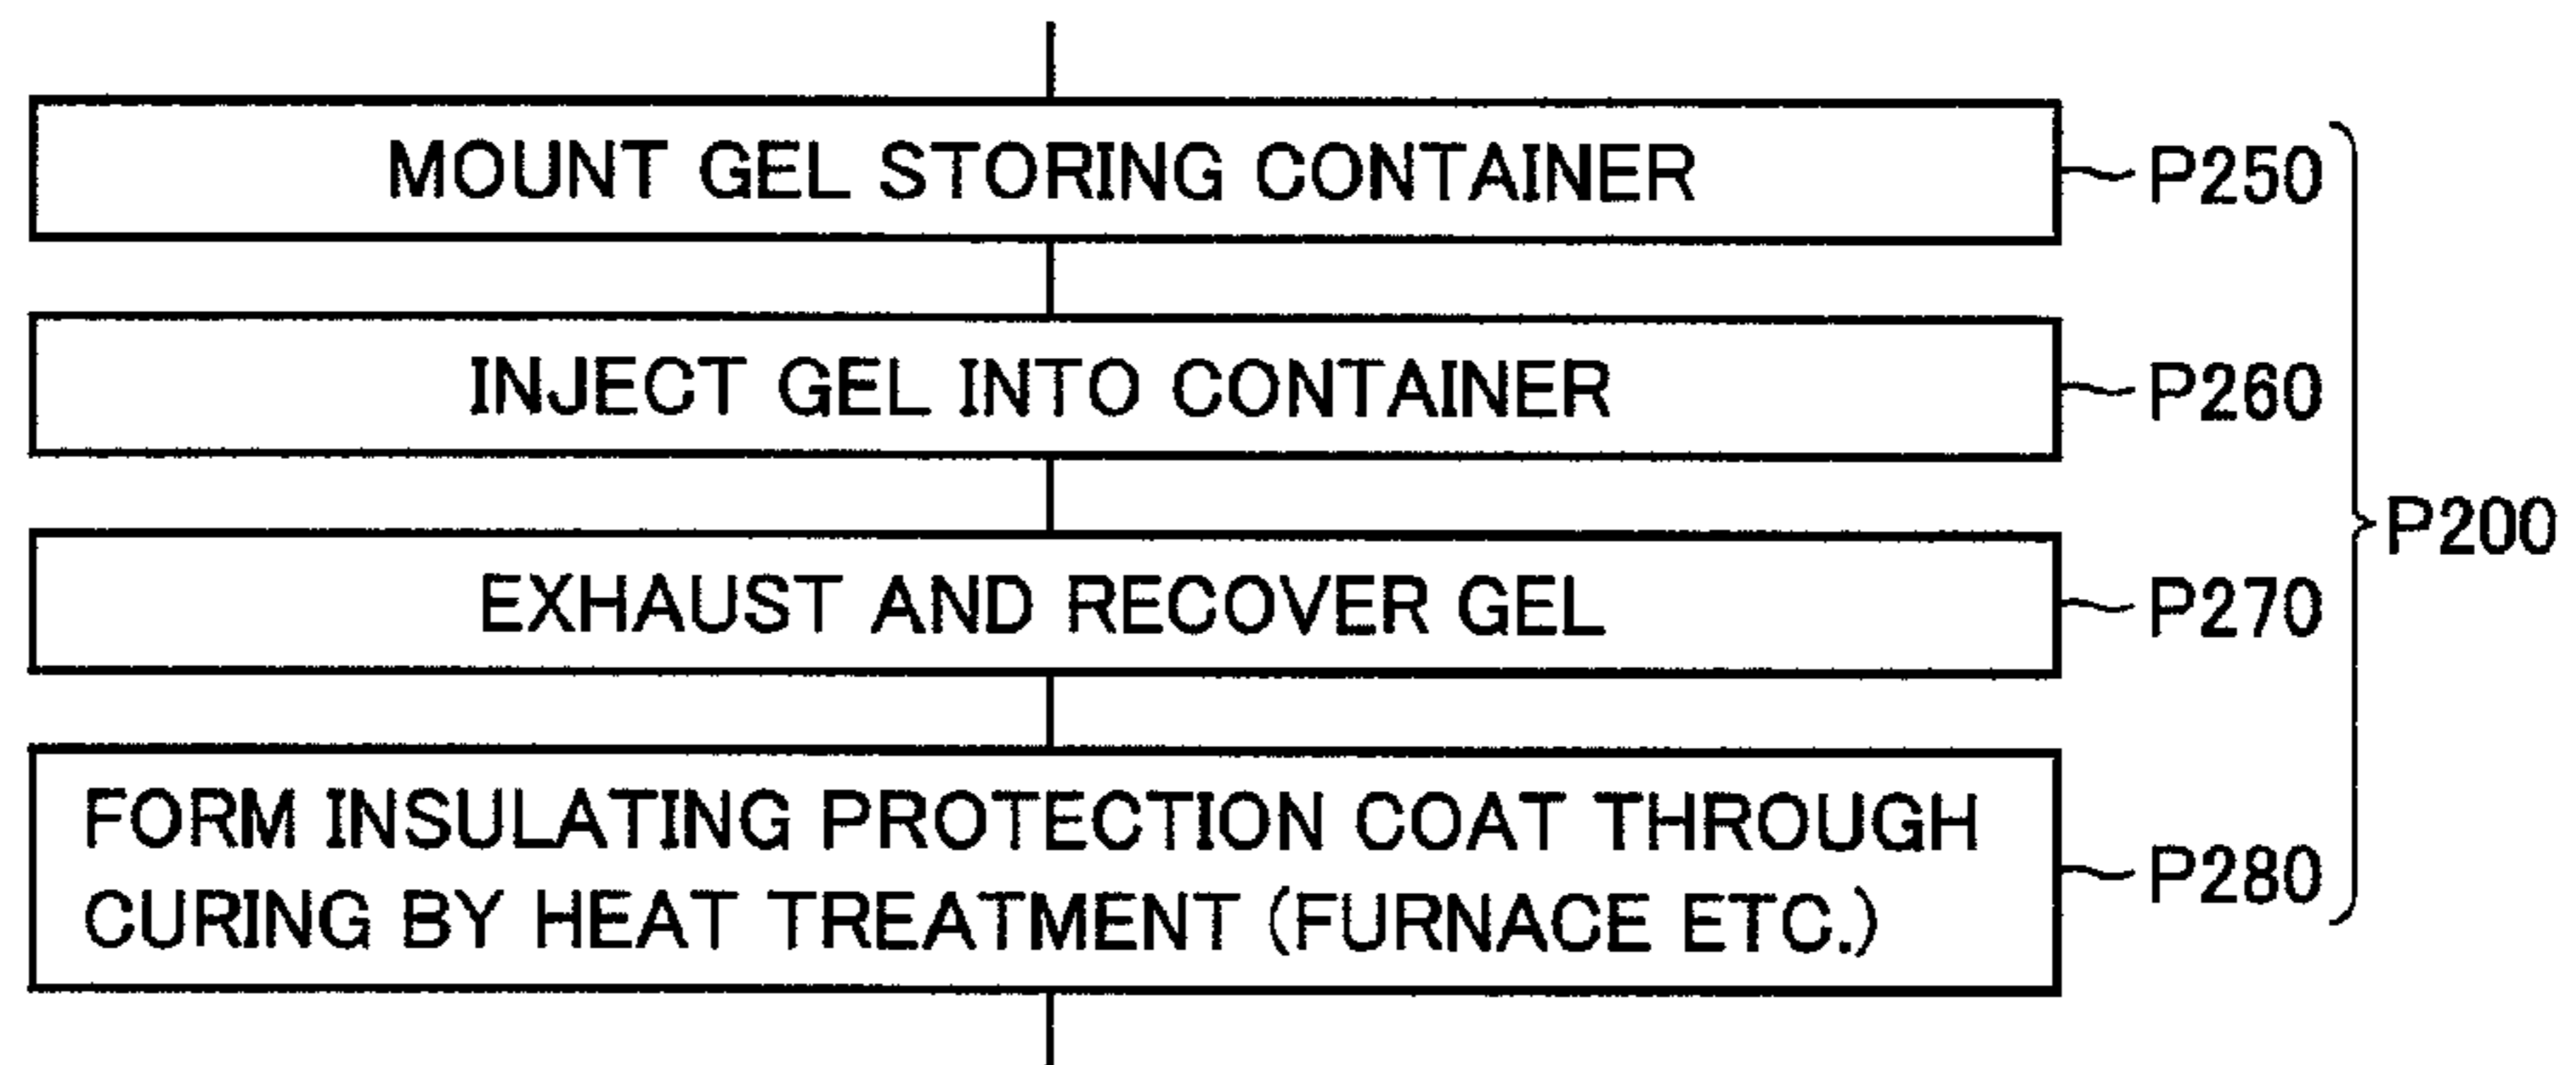 MOUNT GEL STORING CONTAINER
P250
INJECT GEL INTO CONTAINER
P260
P200
EXHAUST AND RECOVER GEL
P270
FORM INSULATING PROTECTION COAT THROUGH
CURING BY HEAT TREATMENT (FURNACE ETC.)
P280